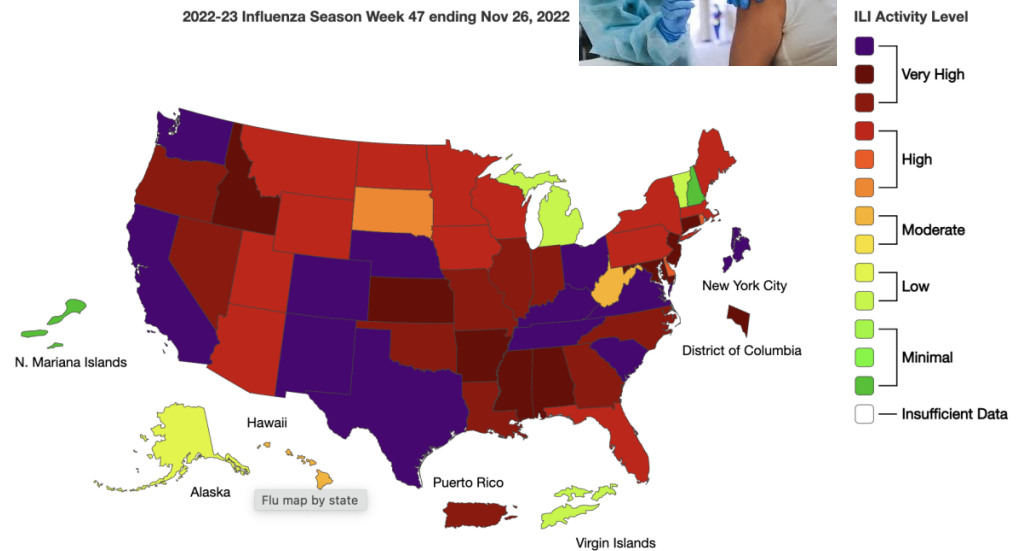 2022-23 Influenza Season Week 47 ending Nov 26, 2022
ILI Activity Level
Very High
High
Moderate
Low
Minimal
Insufficient Data
New York City
District of Columbia
N. Mariana Islands
Hawaii
Alaska
Flu map by state
Puerto Rico
Virgin Islands